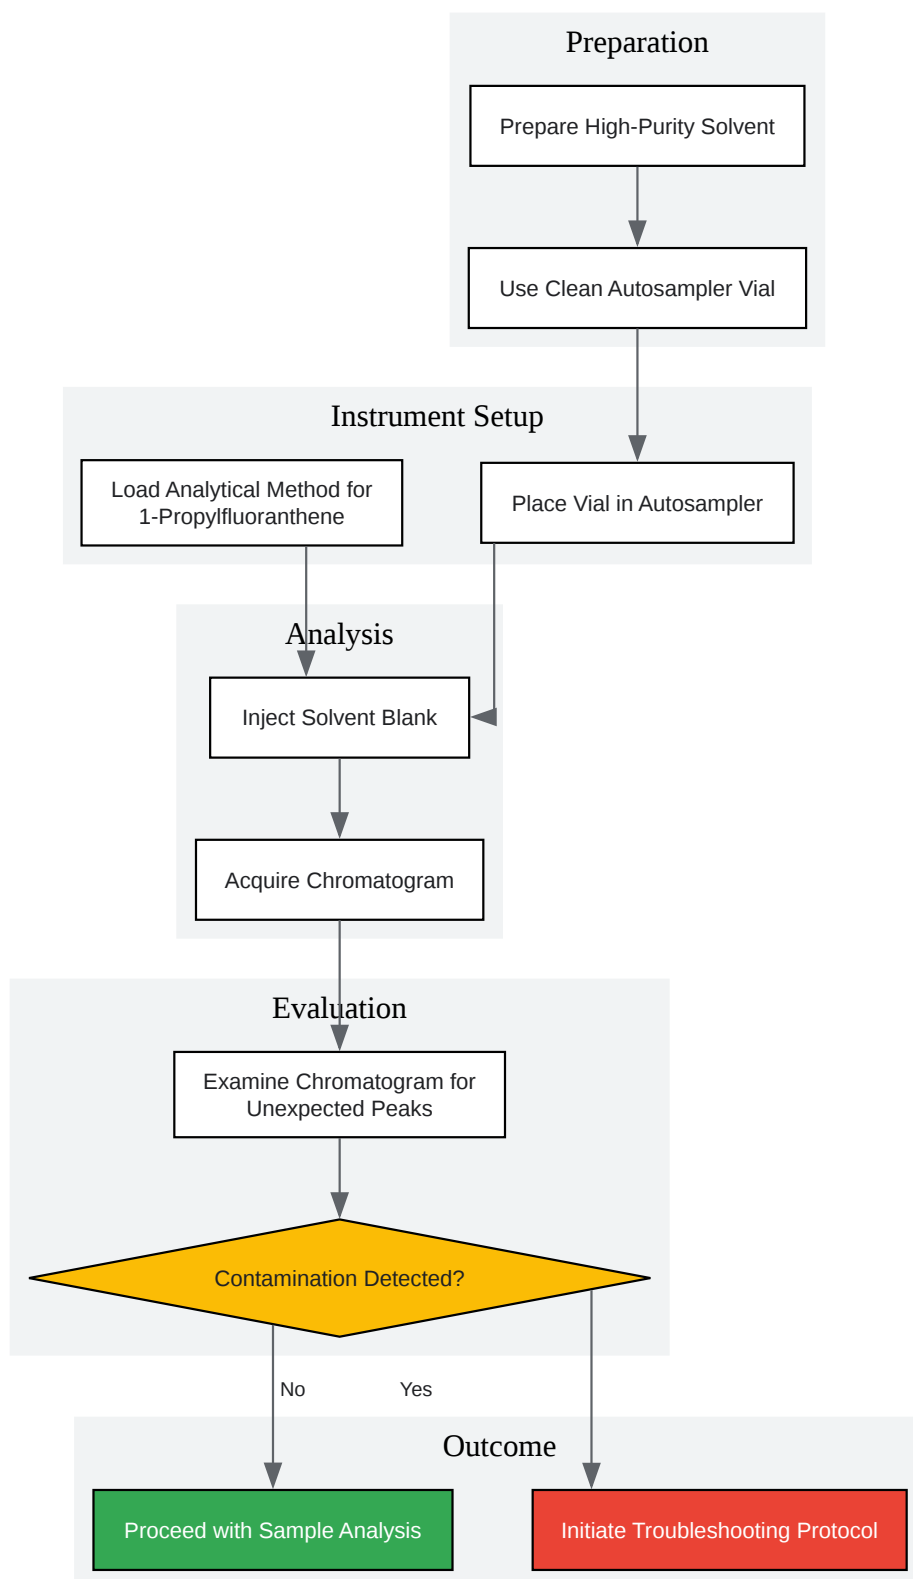 Preparation
Prepare High-Purity Solvent
Use Clean Autosampler Vial
Instrument Setup
Load Analytical Method for
1-Propylfluoranthene
Place Vial in Autosampler
Analysis
Inject Solvent Blank
Acquire Chromatogram
Evaluation
Examine Chromatogram for
Unexpected Peaks
Contamination Detected?
No
Yes
Outcome
Proceed with Sample Analysis
Initiate Troubleshooting Protocol